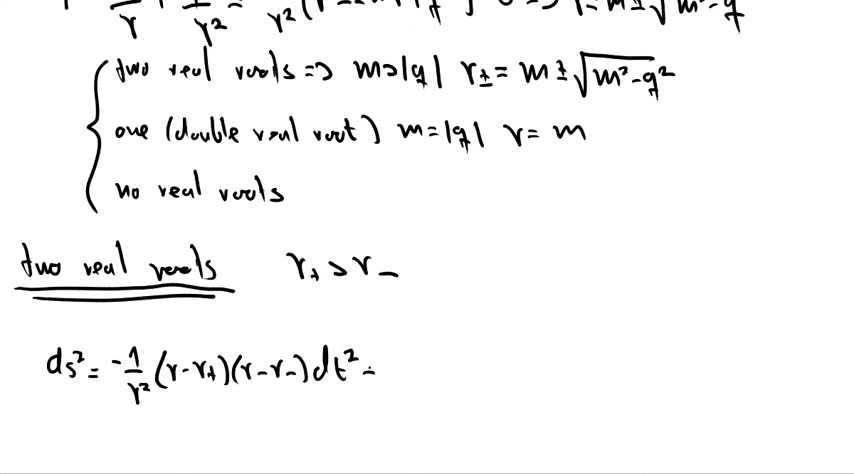 two real roots => m>|q| r± = m ± √m²-q²
one (double real root) m=|q| r = m
no real roots
two real roots r₊ > r₋
ds² = -1/r² (r-r₊)(r-r₋)dt²